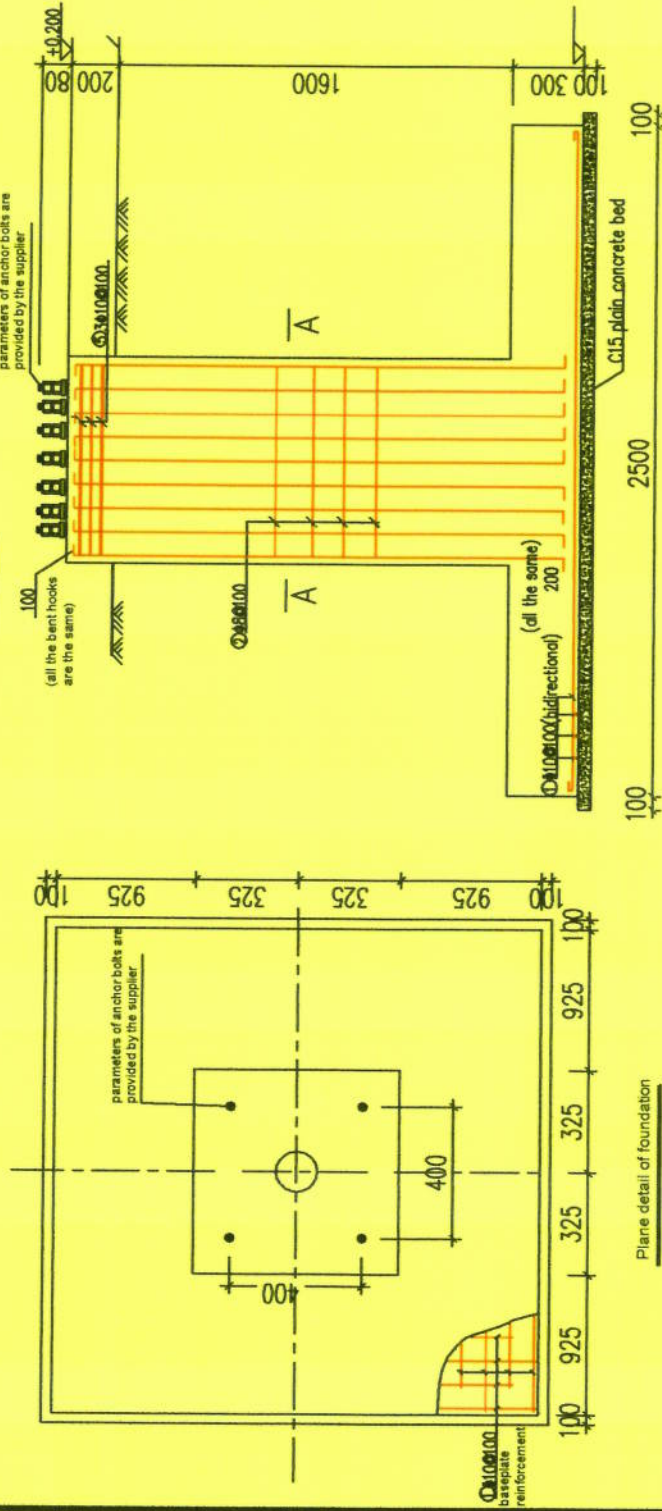 parameters of anchor bolts are
provided by the supplier
±0.200
80
200
1600
300
100
100
(all the bent hooks
are the same)
A
A
(all the same)
200
C15 plain concrete bed
100
2500
100
parameters of anchor bolts are
provided by the supplier
100
925
325
325
925
100
400
400
baseplate
reinforcement
100
925
325
325
925
100
Plane detail of foundation